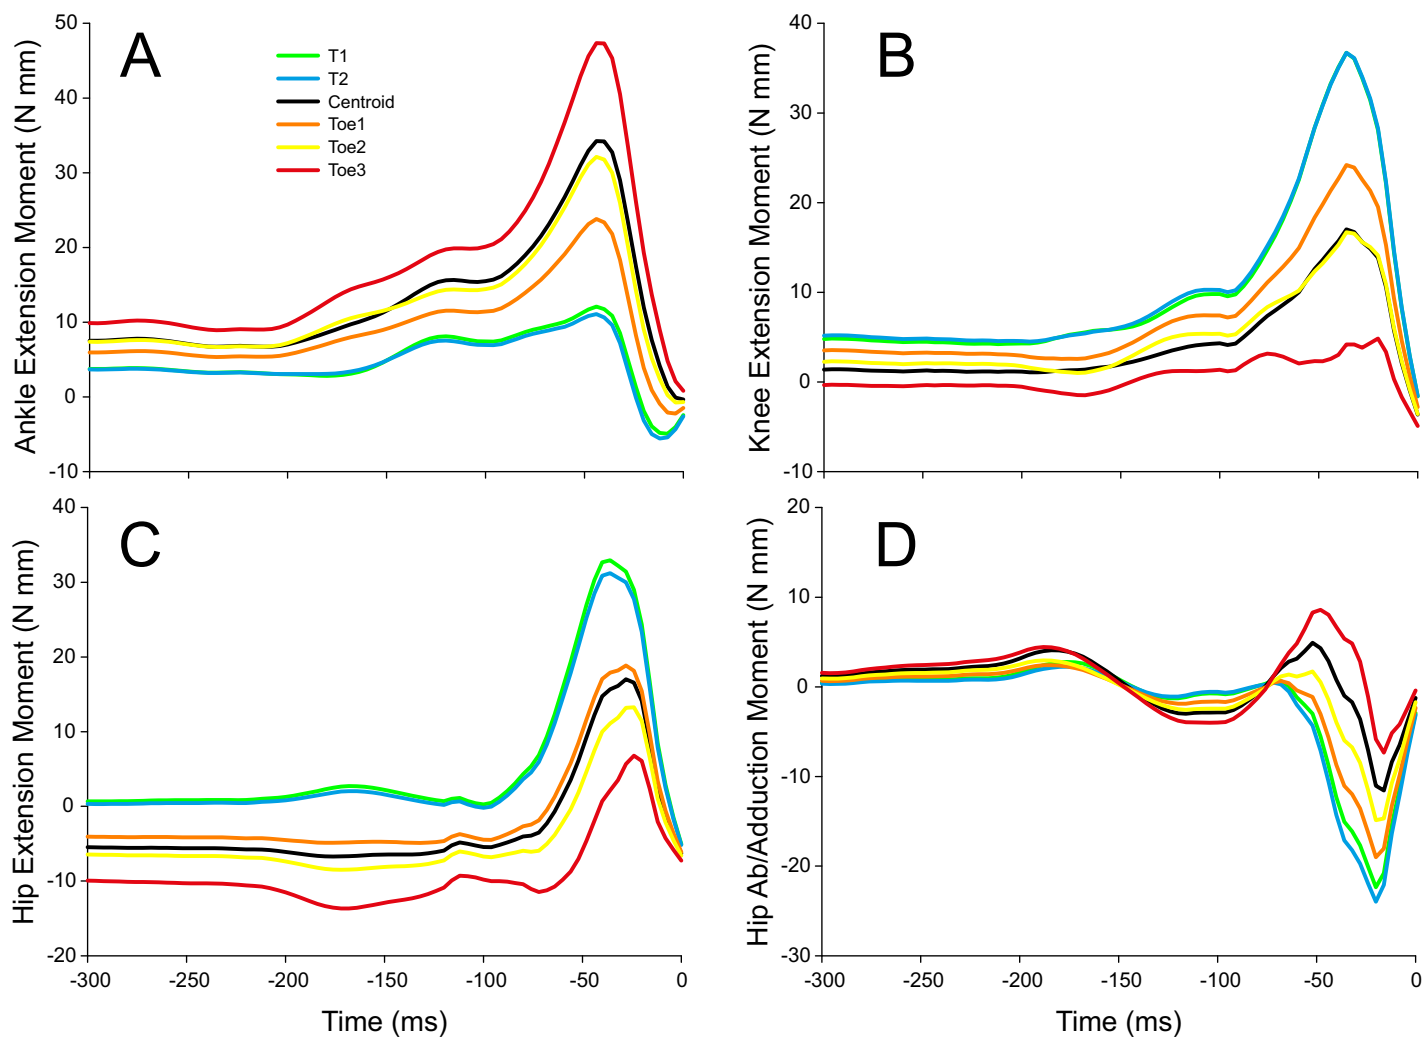 A
Ankle Extension Moment (N mm)
50
40
30
20
10
0
-10
T1
T2
Centroid
Toe1
Toe2
Toe3
B
Knee Extension Moment (N mm)
40
30
20
10
0
-10
C
Hip Extension Moment (N mm)
40
30
20
10
0
-10
-20
-300 -250 -200 -150 -100 -50 0
Time (ms)
D
Hip Ab/Adduction Moment (N mm)
20
10
0
-10
-20
-30
-300 -250 -200 -150 -100 -50 0
Time (ms)